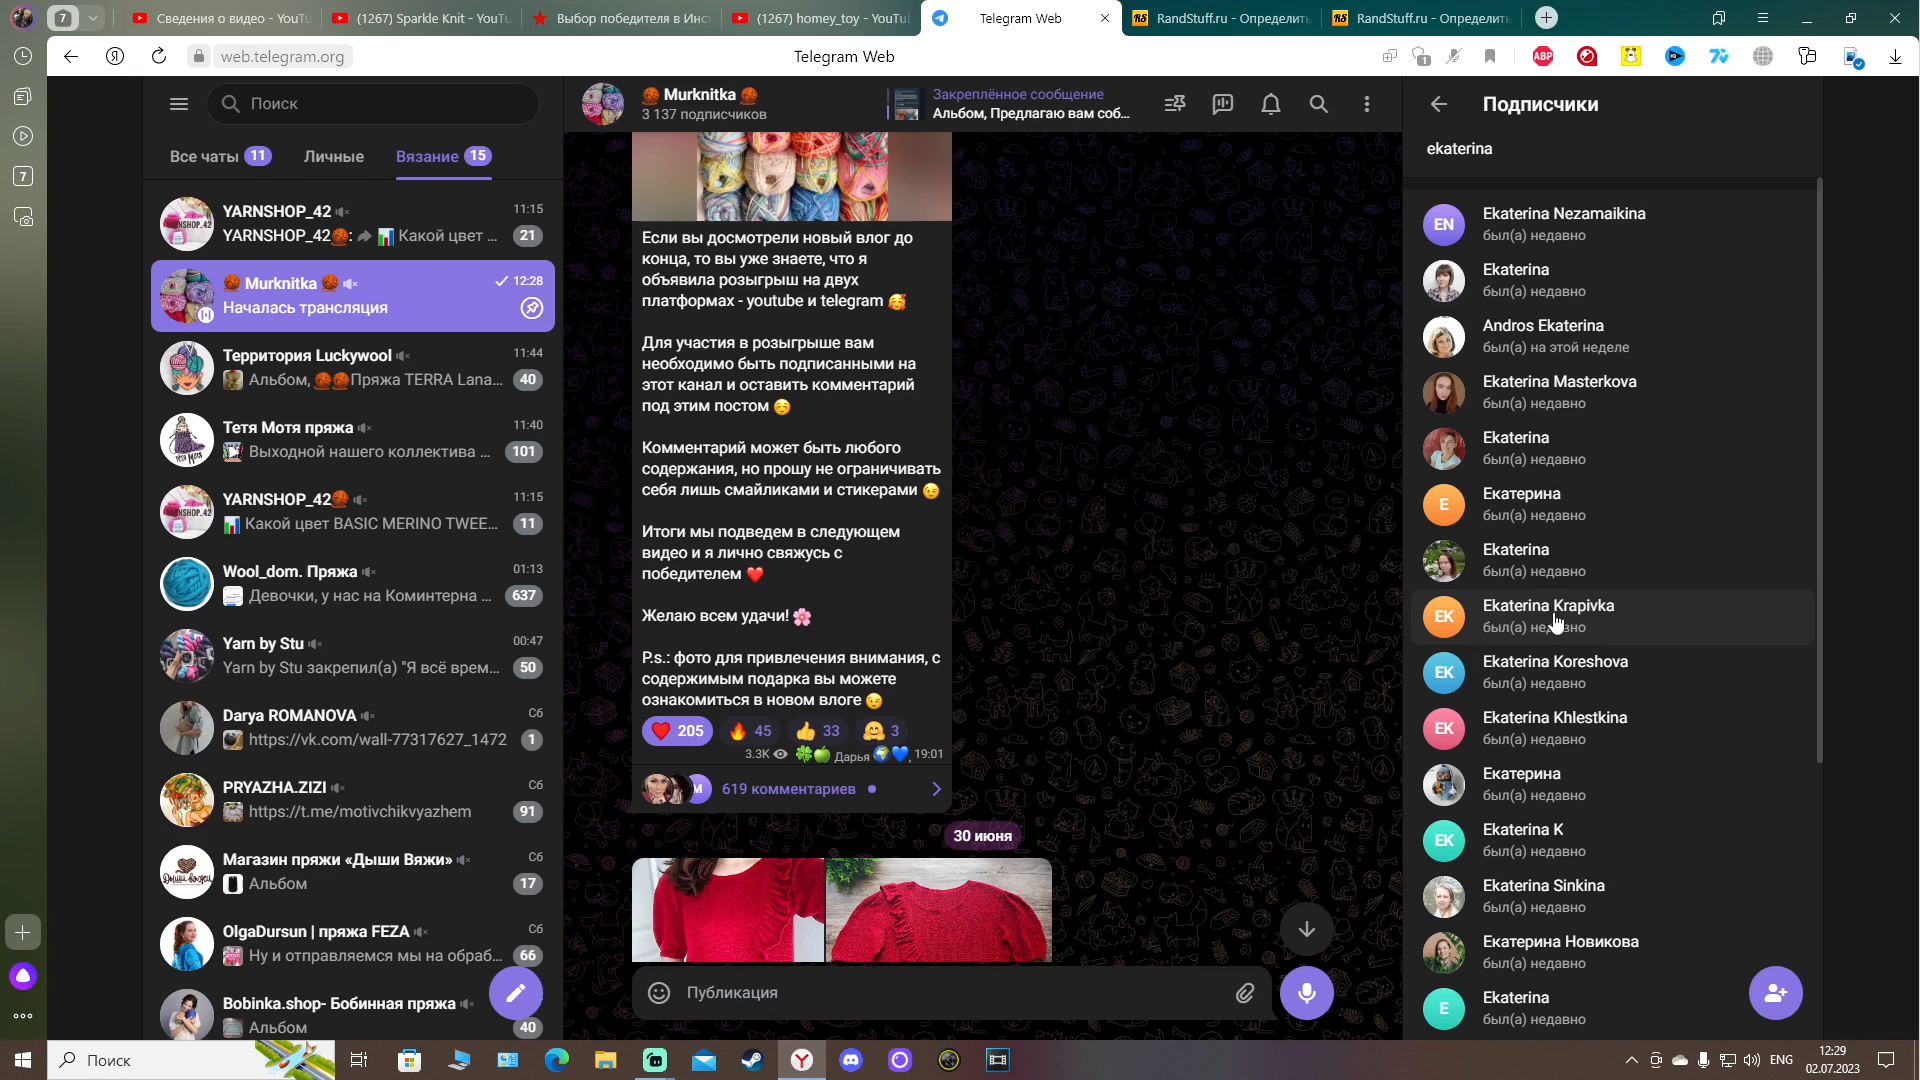 7
Сведения о видео - YouTu
(1267) Sparkle Knit - YouTu
Выбор победителя в Инст
(1267) homey_toy - YouTub
Telegram Web
RandStuff.ru - Определить
RandStuff.ru - Определить
web.telegram.org
Telegram Web
1
ABP
7
Поиск
Все чаты 11
Личные
Вязание 15
YARNSHOP_42
11:15
YARNSHOP_42: Какой цвет ...
21
Murknitka
12:28
Началась трансляция
Территория Luckywool
11:44
Альбом, Пряжа TERRA Lana...
40
Тетя Мотя пряжа
11:40
Выходной нашего коллектива ...
101
YARNSHOP_42
11:15
Какой цвет BASIC MERINO TWEE...
11
Wool_dom. Пряжа
01:13
Девочки, у нас на Коминтерна ...
637
Yarn by Stu
00:47
Yarn by Stu закрепил(а) "Я всё врем...
50
Darya ROMANOVA
Сб
https://vk.com/wall-77317627_1472
1
PRYAZHA.ZIZI
Сб
https://t.me/motivchikvyazhem
91
Магазин пряжи «Дыши Вяжи»
Сб
Альбом
17
OlgaDursun | пряжа FEZA
Сб
Ну и отправляемся мы на обраб...
66
Bobinka.shop- Бобинная пряжа
Альбом
40
Murknitka
3 137 подписчиков
Закреплённое сообщение
Альбом, Предлагаю вам соб...
Если вы досмотрели новый влог до
конца, то вы уже знаете, что я
объявила розыгрыш на двух
платформах - youtube и telegram 🥰
Для участия в розыгрыше вам
необходимо быть подписанными на
этот канал и оставить комментарий
под этим постом ☺️
Комментарий может быть любого
содержания, но прошу не ограничивать
себя лишь смайликами и стикерами 😉
Итоги мы подведем в следующем
видео и я лично свяжусь с
победителем ❤️
Желаю всем удачи! 🌸
P.s.: фото для привлечения внимания, с
содержимым подарка вы можете
ознакомиться в новом влоге 😉
❤️ 205 🔥 45 👍 33 🤗 3
3.3K 🍀🍏 Дарья 🌍💙, 19:01
M
619 комментариев
30 июня
Публикация
Подписчики
ekaterina
EN
Ekaterina Nezamaikina
был(а) недавно
Ekaterina
был(а) недавно
Andros Ekaterina
был(а) на этой неделе
Ekaterina Masterkova
был(а) недавно
Ekaterina
был(а) недавно
Е
Екатерина
был(а) недавно
Ekaterina
был(а) недавно
EK
Ekaterina Krapivka
был(а) недавно
EK
Ekaterina Koreshova
был(а) недавно
EK
Ekaterina Khlestkina
был(а) недавно
Екатерина
был(а) недавно
EK
Ekaterina K
был(а) недавно
Ekaterina Sinkina
был(а) недавно
Екатерина Новикова
был(а) недавно
E
Ekaterina
был(а) недавно
Поиск
ENG
12:29
02.07.2023